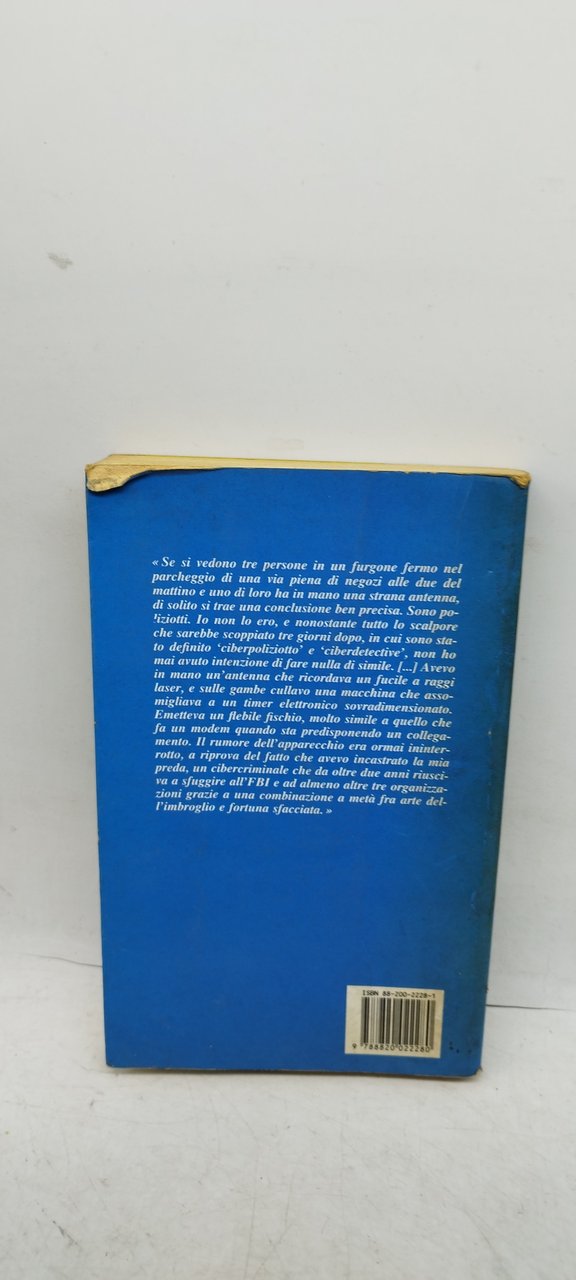 « Se si vedono tre persone in un furgone fermo nel
parcheggio di una via piena di negozi alle due del
mattino e uno di loro ha in mano una strana antenna,
di solito si trae una conclusione ben precisa. Sono po-
liziotti. Io non lo ero, e nonostante tutto lo scalpore
che sarebbe scoppiato tre giorni dopo, in cui sono sta-
to definito ‘ciberpoliziotto’ e ‘ciberdetective’, non ho
mai avuto intenzione di fare nulla di simile. [...] Avevo
in mano un’antenna che ricordava un fucile a raggi
laser, e sulle gambe cullavo una macchina che asso-
migliava a un timer elettronico sovradimensionato.
Emetteva un flebile fischio, molto simile a quello che
fa un modem quando sta predisponendo un collega-
mento. Il rumore dell’apparecchio era ormai ininter-
rotto, a riprova del fatto che avevo incastrato la mia
preda, un cibercriminale che da oltre due anni riusci-
va a sfuggire all’FBI e ad almeno altre tre organizza-
zioni grazie a una combinazione a metà fra arte del-
l’imbroglio e fortuna sfacciata. »
ISBN 88-200-2228-1
9 788820 022280